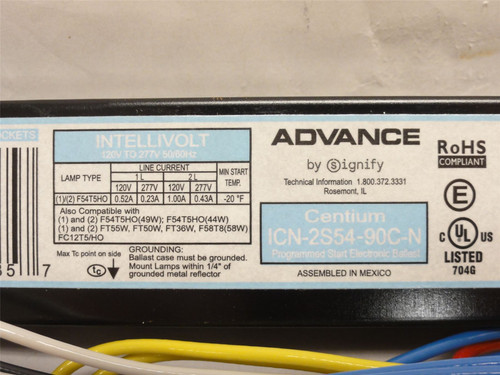 OCKETS
INTELLIVOLT
120V TO 277V 50/60Hz
LAMP TYPE
LINE CURRENT
1 L 2 L
120V 277V 120V 277V
MIN START
TEMP.
(1)/(2) F54T5HO 0.52A 0.23A 1.00A 0.43A -20 °F
Also Compatible with
(1) and (2) F54T5HO(49W); F54T5HO(44W)
(1) and (2) FT55W, FT50W, FT36W, F58T8(58W)
FC12T5/HO
Max Tc point on side
tc
GROUNDING:
Ballast case must be grounded.
Mount Lamps within 1/4" of
grounded metal reflector
7
ADVANCE
by Signify
Technical Information 1.800.372.3331
Rosemont, IL
Centium
ICN-2S54-90C-N
Programmed Start Electronic Ballast
ASSEMBLED IN MEXICO
RoHS
COMPLIANT
E
C UL US
LISTED
704G